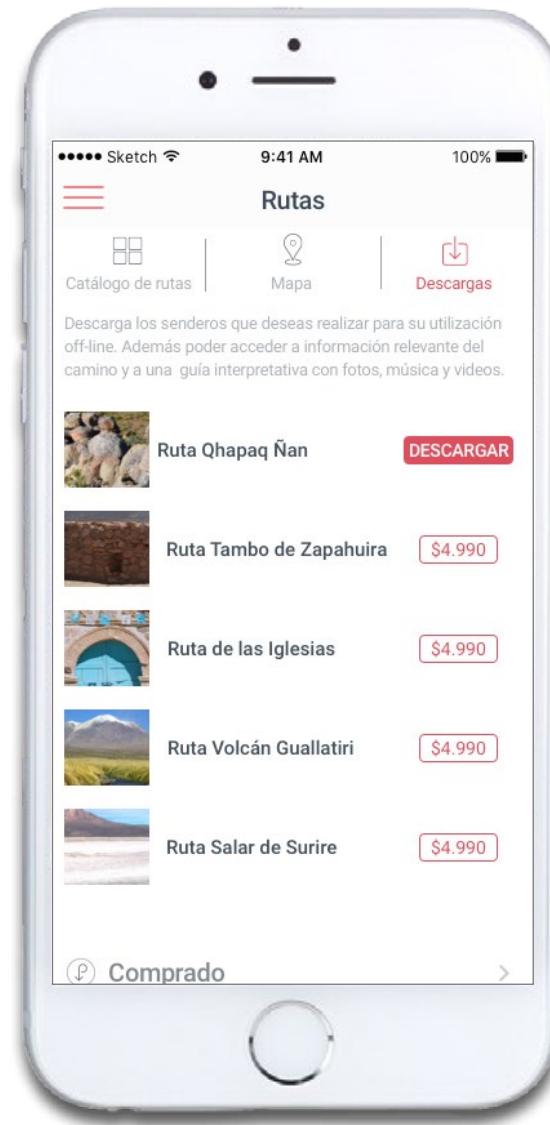 Sketch 9:41 AM 100%
Rutas
Catálogo de rutas Mapa Descargas
Descarga los senderos que deseas realizar para su utilización
off-line. Además poder acceder a información relevante del
camino y a una guía interpretativa con fotos, música y videos.
Ruta Qhapaq Ñan DESCARGAR
Ruta Tambo de Zapahuira $4.990
Ruta de las Iglesias $4.990
Ruta Volcán Guallatiri $4.990
Ruta Salar de Surire $4.990
Comprado